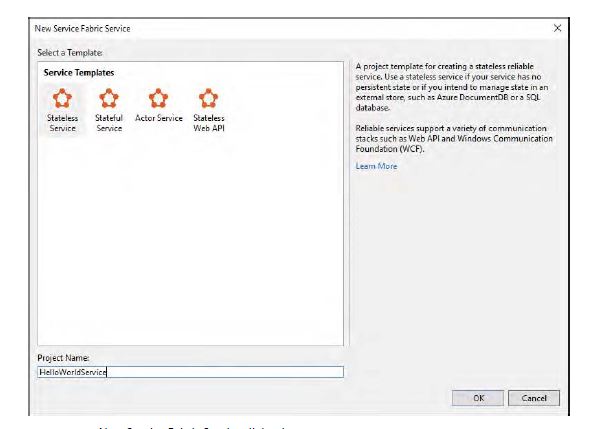 New Service Fabric Service
Select a Template:
Service Templates
Stateless
Service
Stateful
Service
Actor Service
Stateless
Web API
A project template for creating a stateless reliable
service. Use a stateless service if your service has no
persistent state or if you intend to manage state in an
external store, such as Azure DocumentDB or a SQL
database.
Reliable services support a variety of communication
stacks such as Web API and Windows Communication
Foundation (WCF).
Learn More
Project Name:
HelloWorldService
OK
Cancel